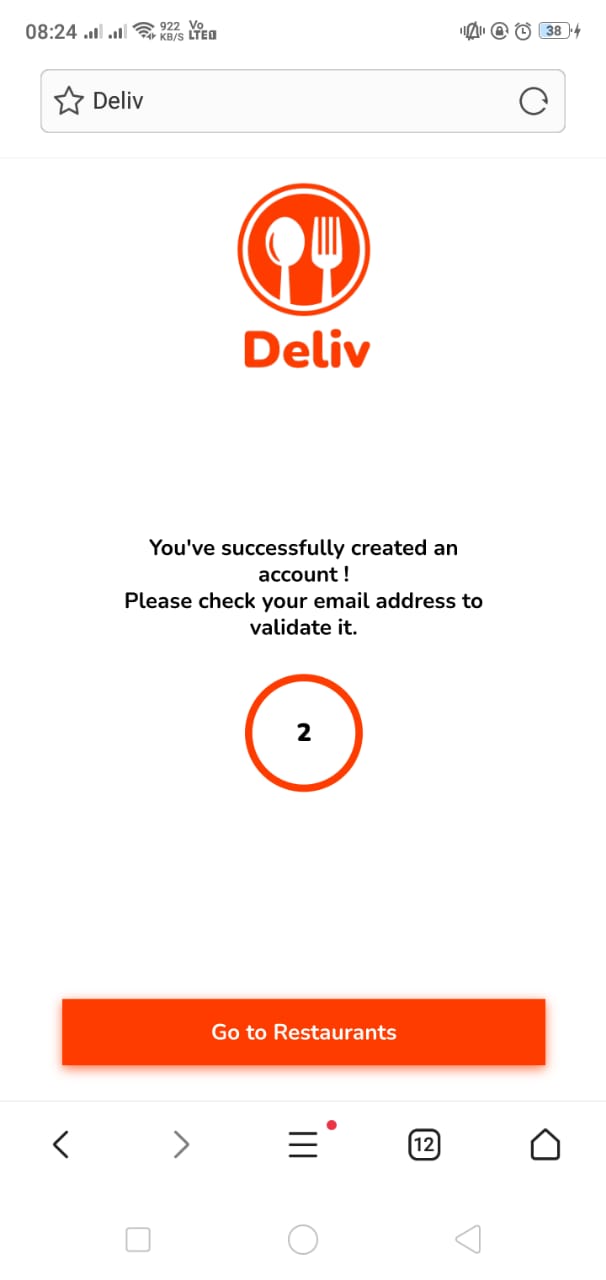 08:24 922 KB/S Vo LTE 38
Deliv
Deliv
You've successfully created an
account !
Please check your email address to
validate it.
2
Go to Restaurants
12